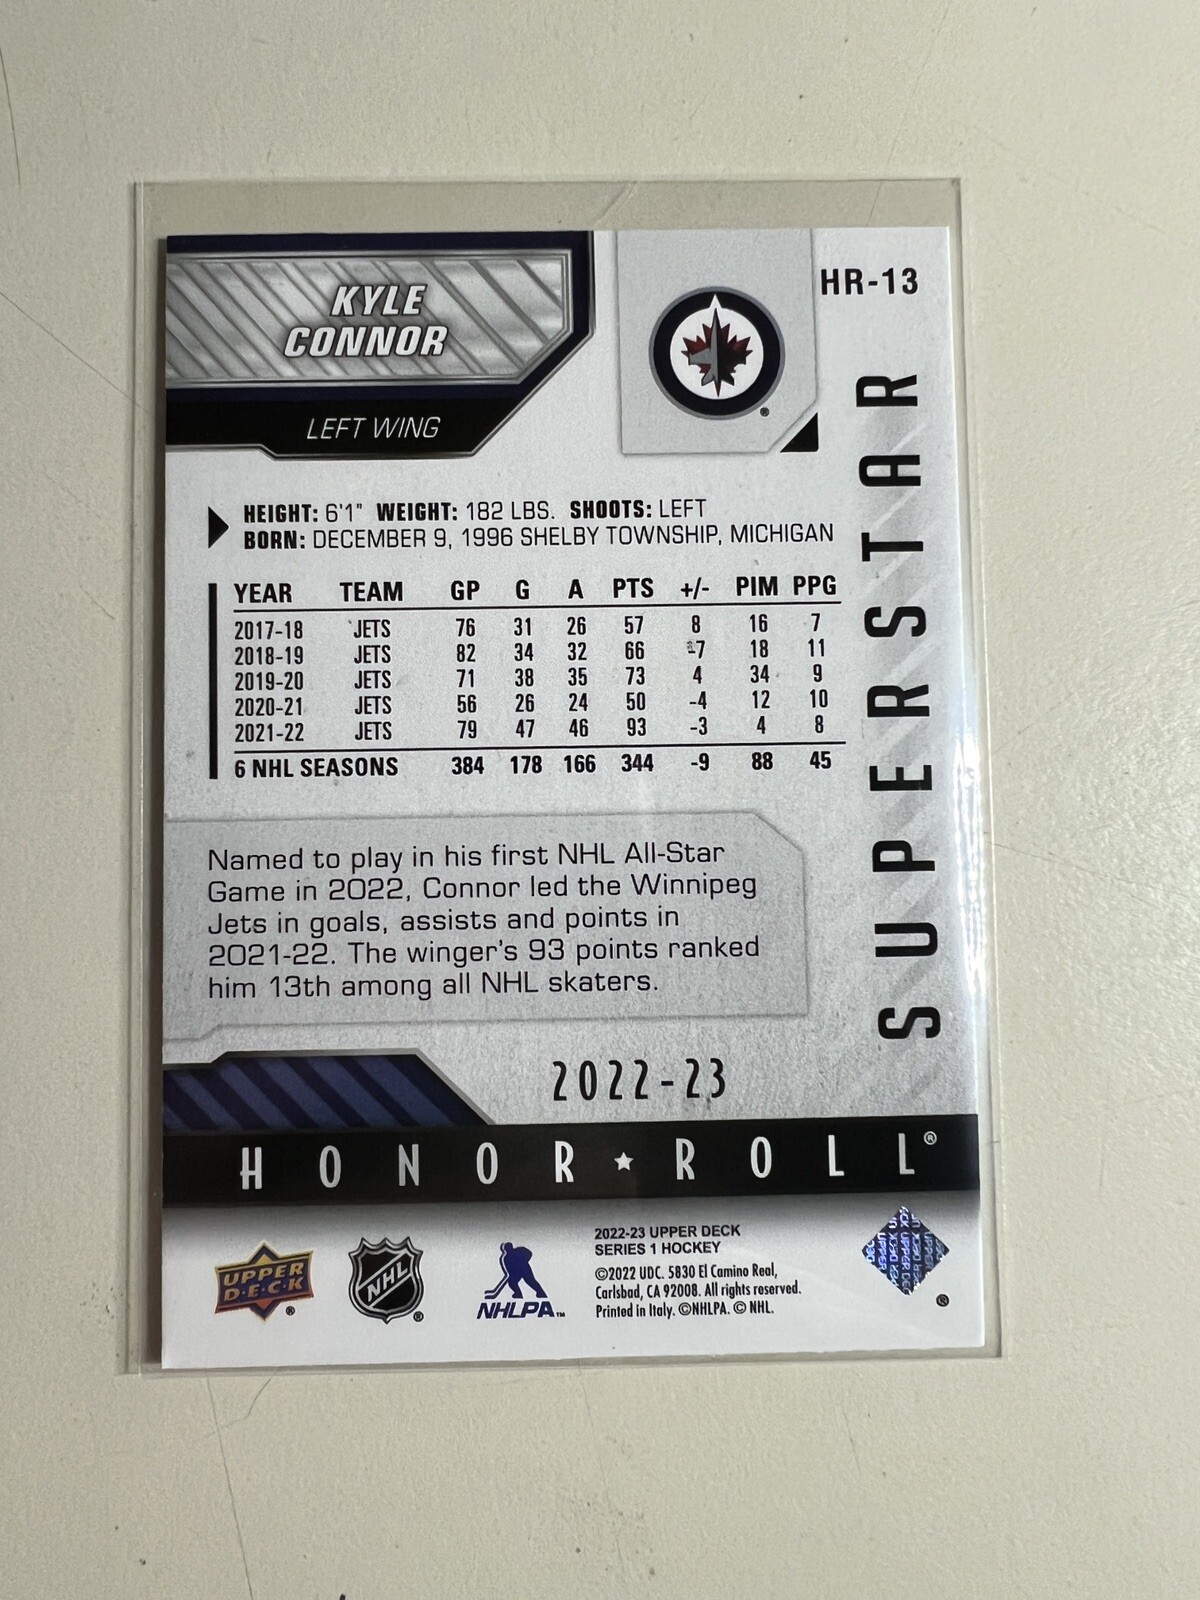 KYLE
CONNOR
LEFT WING
HR-13
SUPERSTAR
HEIGHT: 6'1" WEIGHT: 182 LBS. SHOOTS: LEFT
BORN: DECEMBER 9, 1996 SHELBY TOWNSHIP, MICHIGAN
YEAR TEAM GP G A PTS +/- PIM PPG
2017-18 JETS 76 31 26 57 8 16 7
2018-19 JETS 82 34 32 66 -7 18 11
2019-20 JETS 71 38 35 73 4 34 9
2020-21 JETS 56 26 24 50 -4 12 10
2021-22 JETS 79 47 46 93 -3 4 8
6 NHL SEASONS 384 178 166 344 -9 88 45
Named to play in his first NHL All-Star
Game in 2022, Connor led the Winnipeg
Jets in goals, assists and points in
2021-22. The winger's 93 points ranked
him 13th among all NHL skaters.
2022-23
HONOR★ROLL®
UPPER
D·E·C·K ®
NHL ®
NHLPA™
2022-23 UPPER DECK
SERIES 1 HOCKEY
©2022 UDC. 5830 El Camino Real,
Carlsbad, CA 92008. All rights reserved.
Printed in Italy. ©NHLPA. © NHL.